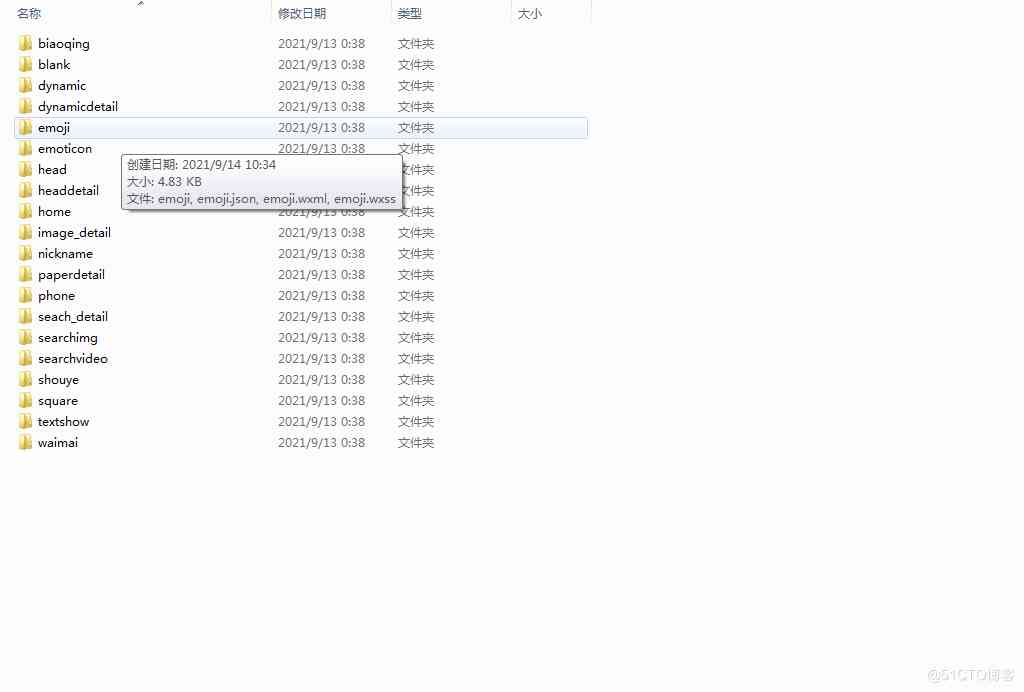 名称 修改日期 类型 大小
biaoqing 2021/9/13 0:38 文件夹
blank 2021/9/13 0:38 文件夹
dynamic 2021/9/13 0:38 文件夹
dynamicdetail 2021/9/13 0:38 文件夹
emoji 2021/9/13 0:38 文件夹
emoticon 2021/9/13 0:38 文件夹
head 文件夹
headdetail 文件夹
创建日期: 2021/9/14 10:34
大小: 4.83 KB
文件: emoji, emoji.json, emoji.wxml, emoji.wxss
home 2021/9/13 0:38 文件夹
image_detail 2021/9/13 0:38 文件夹
nickname 2021/9/13 0:38 文件夹
paperdetail 2021/9/13 0:38 文件夹
phone 2021/9/13 0:38 文件夹
seach_detail 2021/9/13 0:38 文件夹
searchimg 2021/9/13 0:38 文件夹
searchvideo 2021/9/13 0:38 文件夹
shouye 2021/9/13 0:38 文件夹
square 2021/9/13 0:38 文件夹
textshow 2021/9/13 0:38 文件夹
waimai 2021/9/13 0:38 文件夹
@51CTO博客